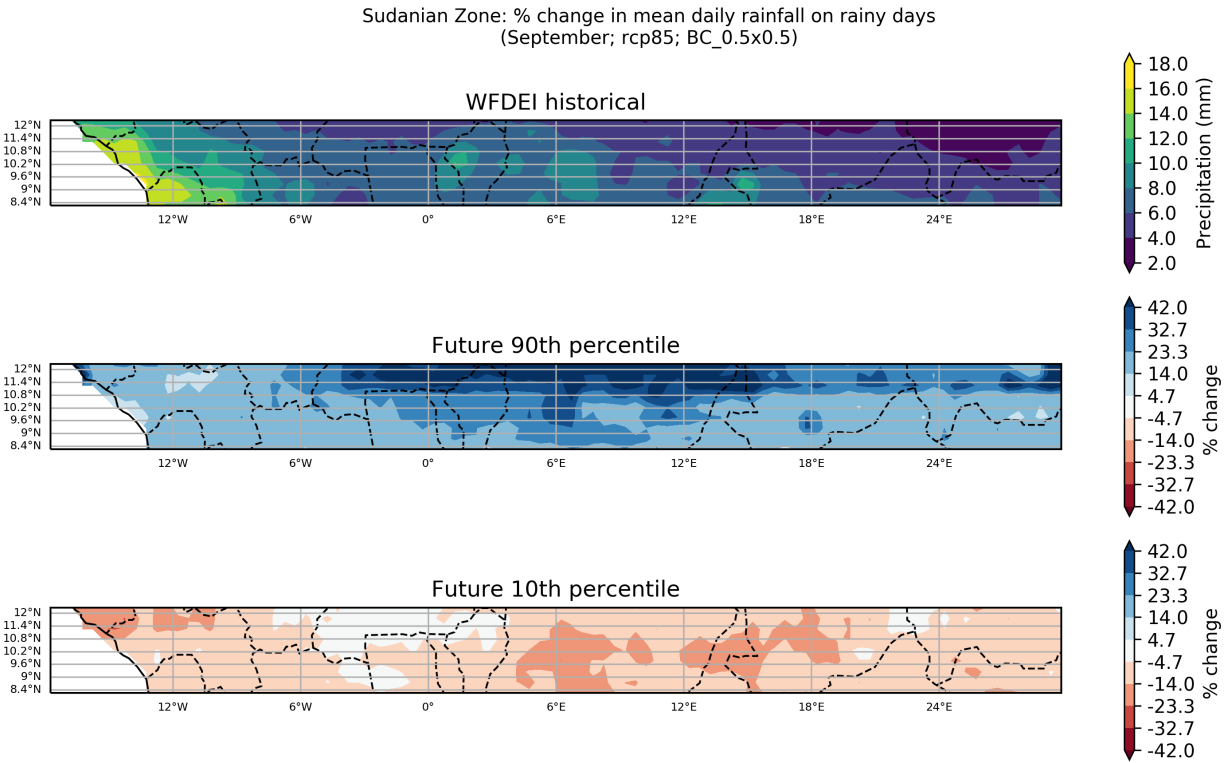 Sudanian Zone: % change in mean daily rainfall on rainy days
(September; rcp85; BC_0.5x0.5)
WFDEI historical
12°N
11.4°N
10.8°N
10.2°N
9.6°N
9°N
8.4°N
12°W 6°W 0° 6°E 12°E 18°E 24°E
18.0
16.0
14.0
12.0
10.0
8.0
6.0
4.0
2.0
Precipitation (mm)
Future 90th percentile
12°N
11.4°N
10.8°N
10.2°N
9.6°N
9°N
8.4°N
12°W 6°W 0° 6°E 12°E 18°E 24°E
42.0
32.7
23.3
14.0
4.7
-4.7
-14.0
-23.3
-32.7
-42.0
% change
Future 10th percentile
12°N
11.4°N
10.8°N
10.2°N
9.6°N
9°N
8.4°N
12°W 6°W 0° 6°E 12°E 18°E 24°E
42.0
32.7
23.3
14.0
4.7
-4.7
-14.0
-23.3
-32.7
-42.0
% change